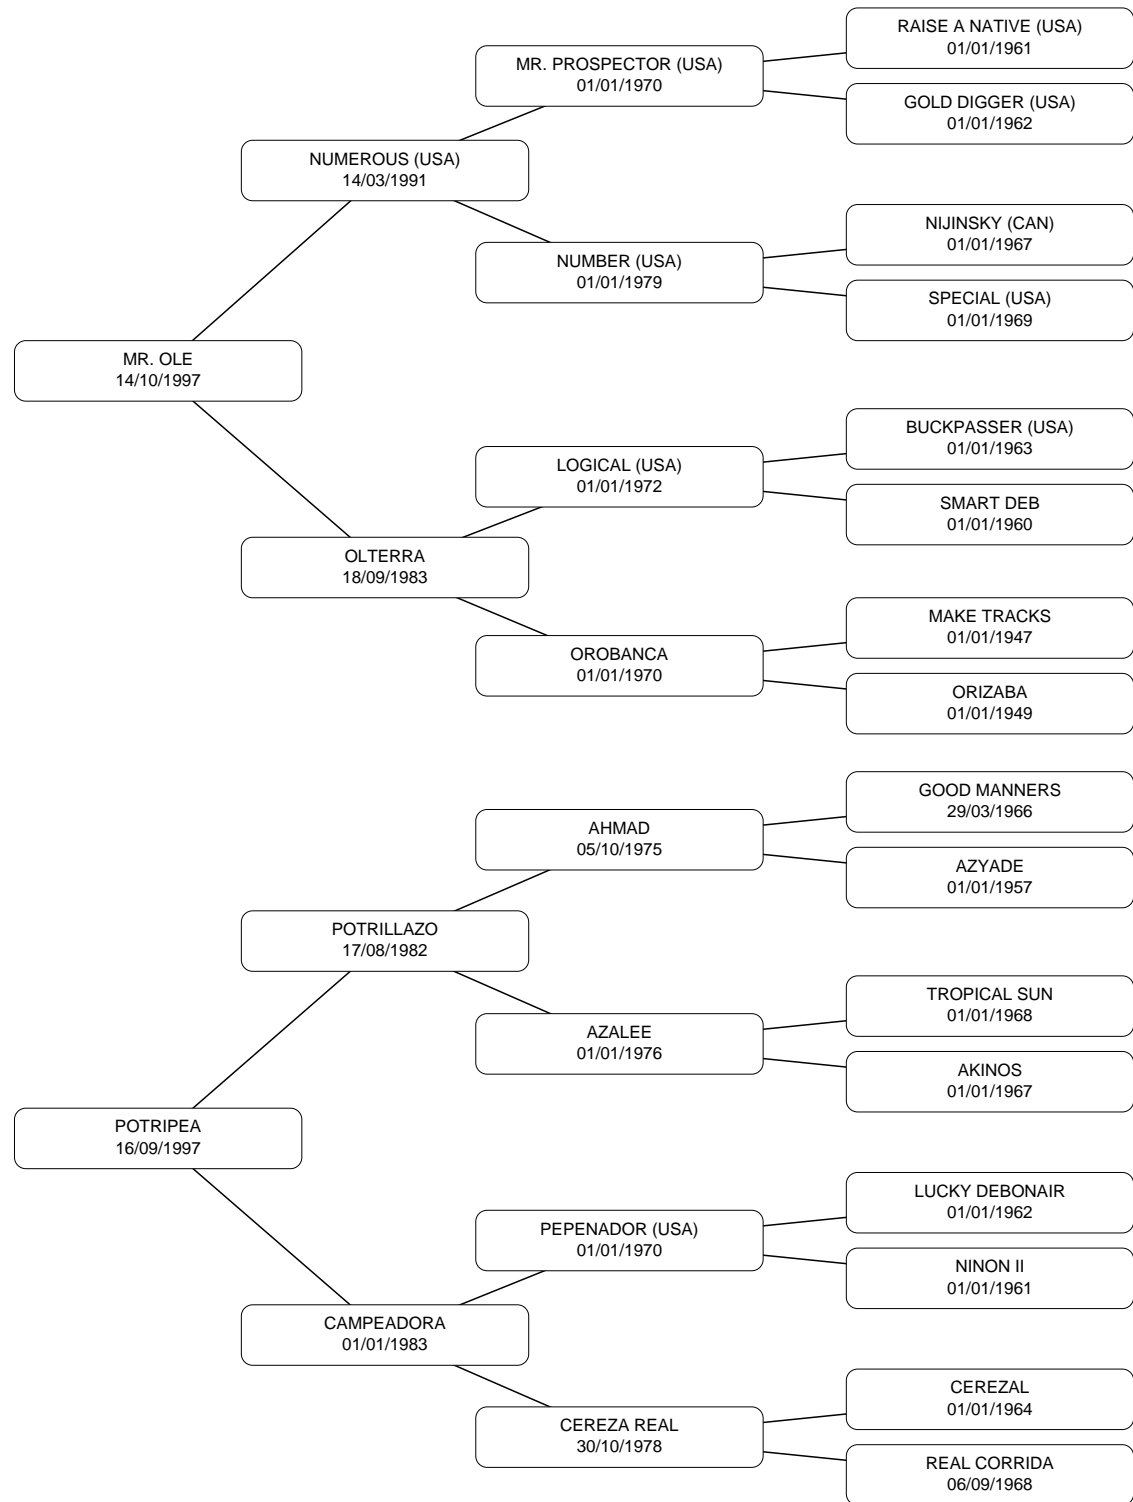 RAISE A NATIVE (USA)
01/01/1961
MR. PROSPECTOR (USA)
01/01/1970
GOLD DIGGER (USA)
01/01/1962
NUMEROUS (USA)
14/03/1991
NIJINSKY (CAN)
01/01/1967
NUMBER (USA)
01/01/1979
SPECIAL (USA)
01/01/1969
MR. OLE
14/10/1997
BUCKPASSER (USA)
01/01/1963
LOGICAL (USA)
01/01/1972
SMART DEB
01/01/1960
OLTERRA
18/09/1983
MAKE TRACKS
01/01/1947
OROBANCA
01/01/1970
ORIZABA
01/01/1949
GOOD MANNERS
29/03/1966
AHMAD
05/10/1975
AZYADE
01/01/1957
POTRILLAZO
17/08/1982
TROPICAL SUN
01/01/1968
AZALEE
01/01/1976
AKINOS
01/01/1967
POTRIPEA
16/09/1997
LUCKY DEBONAIR
01/01/1962
PEPENADOR (USA)
01/01/1970
NINON II
01/01/1961
CAMPEADORA
01/01/1983
CEREZAL
01/01/1964
CEREZA REAL
30/10/1978
REAL CORRIDA
06/09/1968